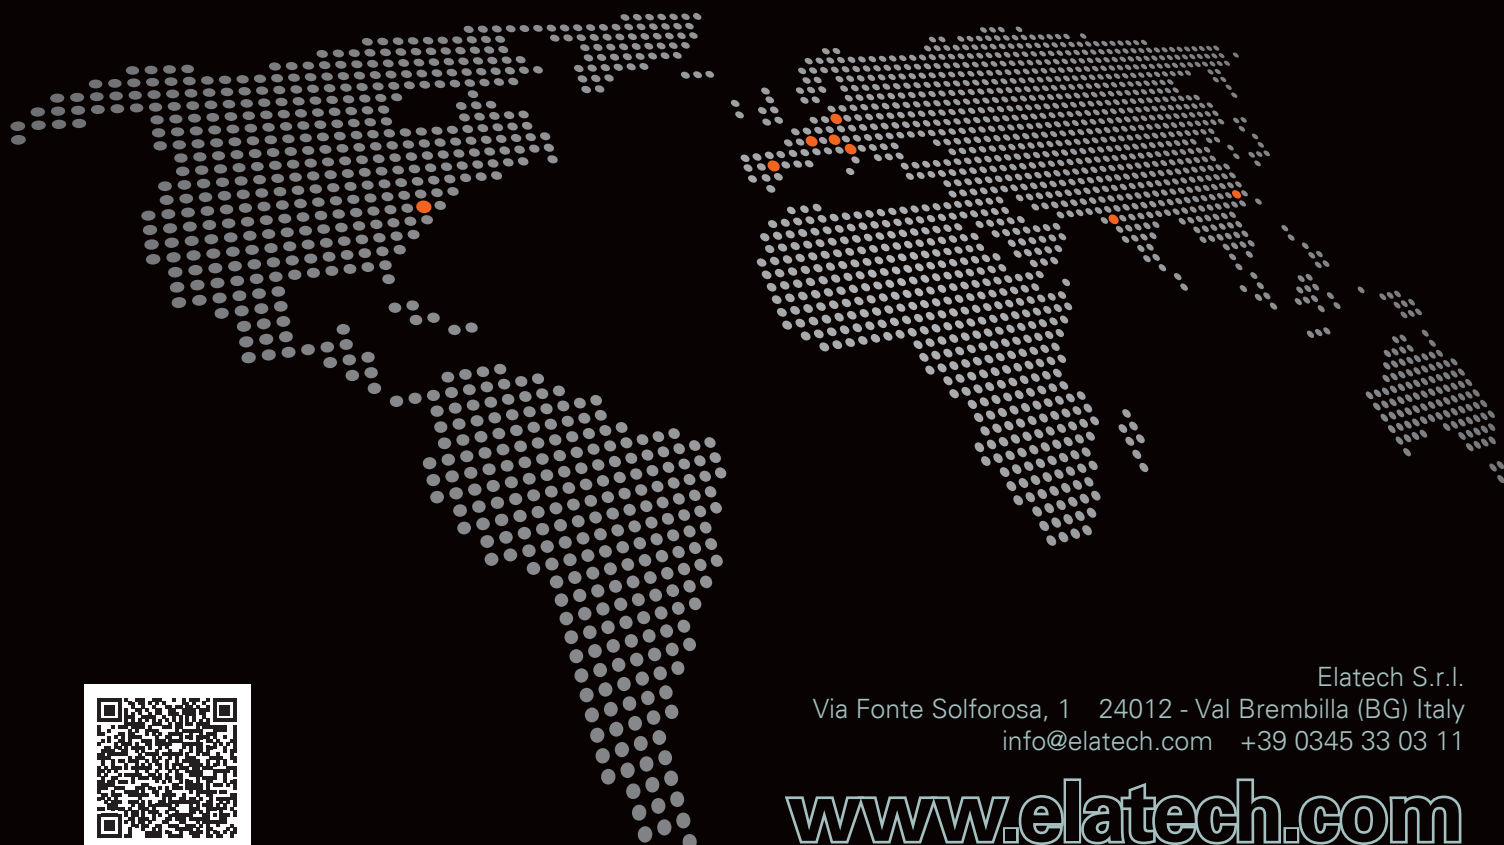 Elatech S.r.l.
Via Fonte Solforosa, 1 24012 - Val Brembilla (BG) Italy
info@elatech.com +39 0345 33 03 11
www.elatech.com